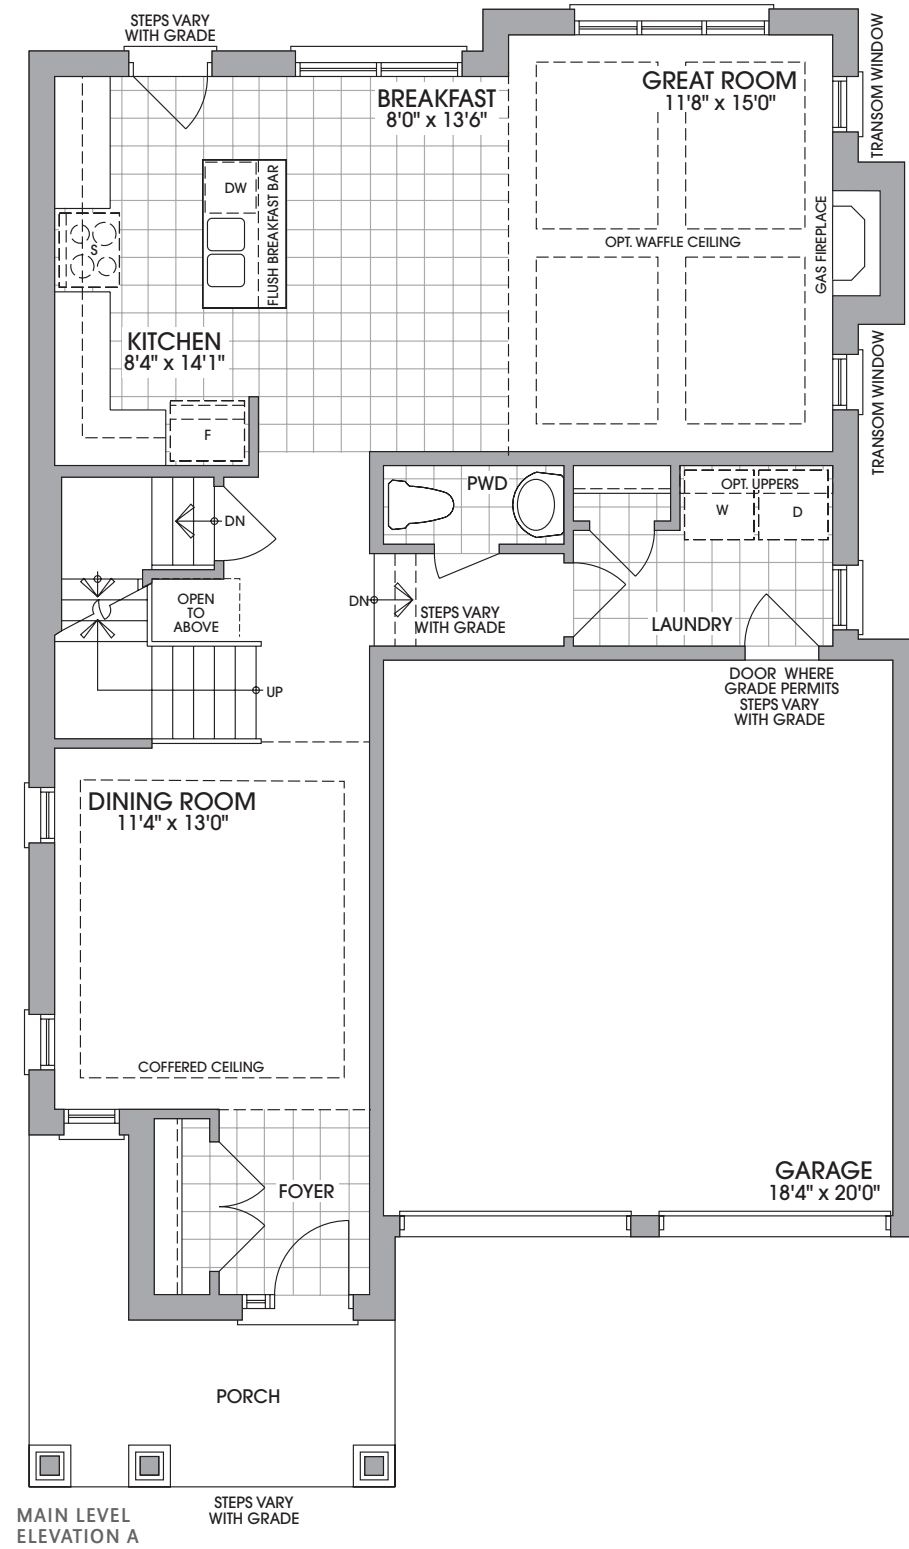 STEPS VARY
WITH GRADE
TRANSOM WINDOW
GREAT ROOM
11'8" x 15'0"
BREAKFAST
8'0" x 13'6"
DW
FLUSH BREAKFAST BAR
S
OPT. WAFFLE CEILING
GAS FIREPLACE
KITCHEN
8'4" x 14'1"
TRANSOM WINDOW
F
PWD
OPT. UPPERS
W
D
DN
OPEN
TO
ABOVE
DN
STEPS VARY
WITH GRADE
LAUNDRY
UP
DOOR WHERE
GRADE PERMITS
STEPS VARY
WITH GRADE
DINING ROOM
11'4" x 13'0"
COFFERED CEILING
GARAGE
18'4" x 20'0"
FOYER
PORCH
STEPS VARY
WITH GRADE
MAIN LEVEL
ELEVATION A